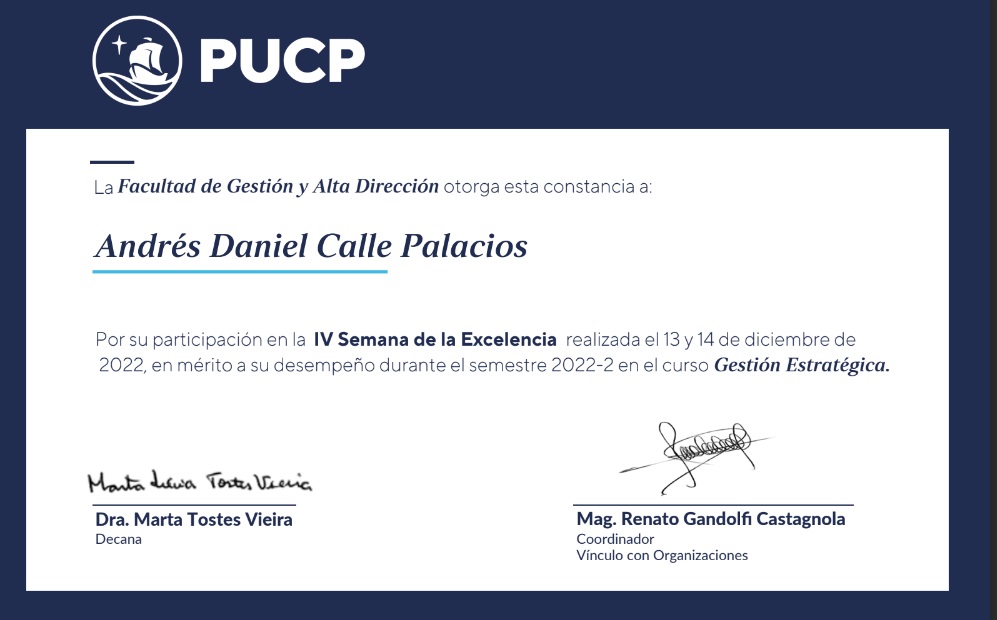 PUCP
La Facultad de Gestión y Alta Dirección otorga esta constancia a:
Andrés Daniel Calle Palacios
Por su participación en la IV Semana de la Excelencia realizada el 13 y 14 de diciembre de
2022, en mérito a su desempeño durante el semestre 2022-2 en el curso Gestión Estratégica.
Marta Lucia Tostes Vieira
Dra. Marta Tostes Vieira
Decana
Mag. Renato Gandolfi Castagnola
Coordinador
Vínculo con Organizaciones